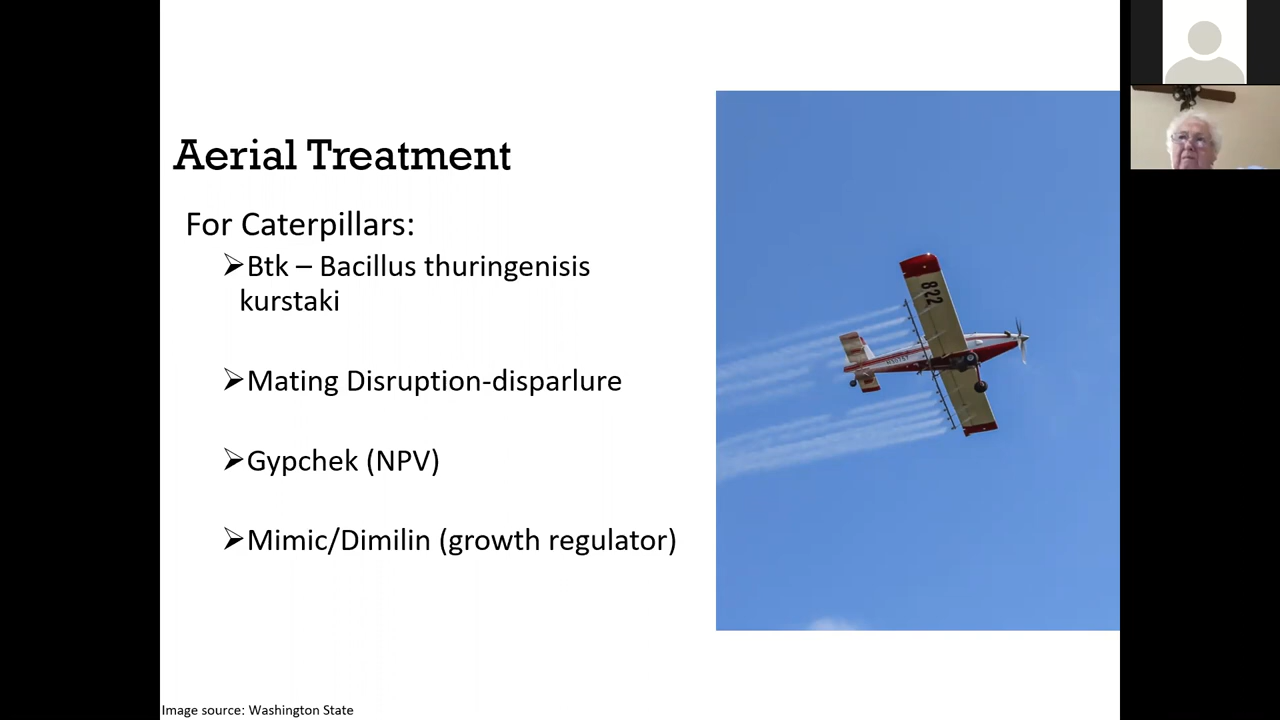 Aerial Treatment
For Caterpillars:
➢Btk – Bacillus thuringenisis
kurstaki
➢Mating Disruption-disparlure
➢Gypchek (NPV)
➢Mimic/Dimilin (growth regulator)
822
Image source: Washington State